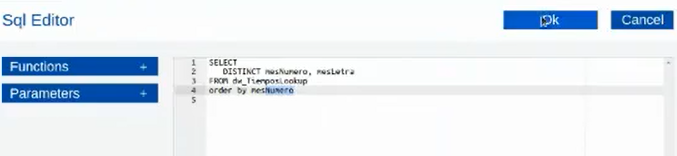 Sql Editor
Ok
Cancel
Functions +
Parameters +
1 SELECT
2 DISTINCT mesNumero, mesLetra
3 FROM dw_TiemposLookup
4 order by mesNumero
5